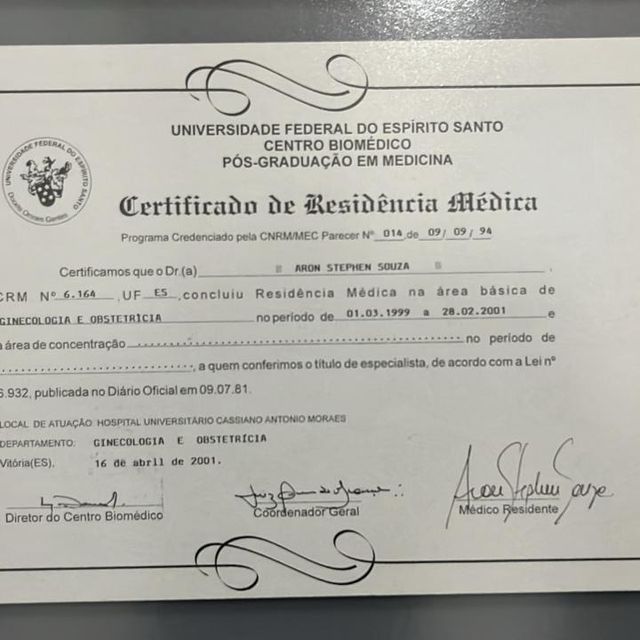 UNIVERSIDADE FEDERAL DO ESPÍRITO SANTO
CENTRO BIOMÉDICO
PÓS-GRADUAÇÃO EM MEDICINA
UNIVERSIDADE FEDERAL DO ESPÍRITO SANTO
Certificado de Residência Médica
Programa Credenciado pela CNRM/MEC Parecer Nº 014 de 09/ 09 / 94
Certificamos que o Dr.(a) ARON STEPHEN SOUZA
CRM Nº 6.164, UF ES, concluiu Residência Médica na área básica de
GINECOLOGIA E OBSTETRÍCIA no período de 01.03.1999 a 28.02.2001 e
a área de concentração no período de
, a quem conferimos o título de especialista, de acordo com a Lei nº
6.932, publicada no Diário Oficial em 09.07.81.
LOCAL DE ATUAÇÃO: HOSPITAL UNIVERSITÁRIO CASSIANO ANTONIO MORAES
DEPARTAMENTO: GINECOLOGIA E OBSTETRÍCIA
Vitória(ES), 16 de abril de 2001.
Aron Stephen Souza
Diretor do Centro Biomédico
Coordenador Geral
Médico Residente